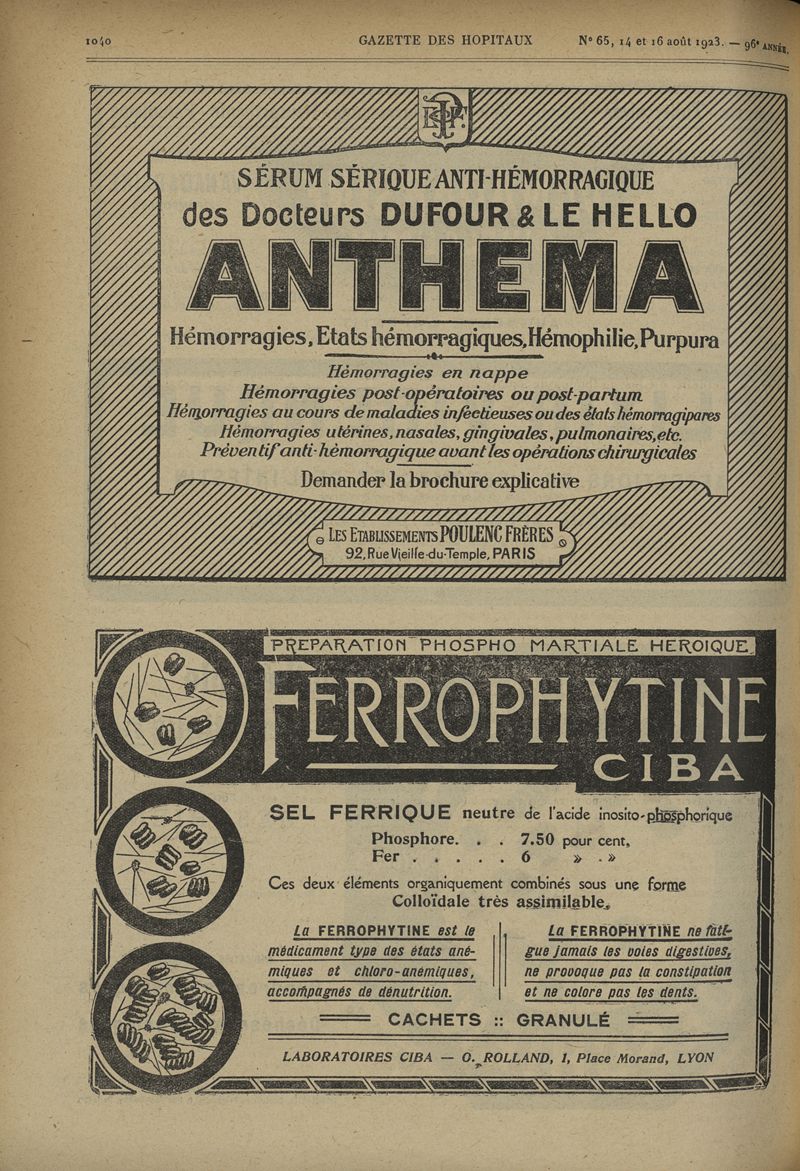 1040 GAZETTE DES HOPITAUX N° 65, 14 et 16 août 1923. — 96e ANNÉE.
E P F
SÉRUM SÉRIQUE ANTI-HÉMORRAGIQUE
des Docteurs DUFOUR & LE HELLO
ANTHEMA
Hémorragies, Etats hémorragiques, Hémophilie, Purpura
Hémorragies en nappe
Hémorragies post-opératoires ou post-partum
Hémorragies au cours de maladies infectieuses ou des états hémorragipares
Hémorragies utérines, nasales, gingivales, pulmonaires, etc.
Préventif anti-hémorragique avant les opérations chirurgicales
Demander la brochure explicative
LES ETABLISSEMENTS POULENC FRÈRES
92, Rue Vieille-du-Temple, PARIS
PREPARATION PHOSPHO MARTIALE HEROIQUE
FERROPHYTINE
CIBA
SEL FERRIQUE neutre de l'acide inosito-phosphorique
Phosphore. . . 7.50 pour cent,
Fer . . . . . . 6 » . »
Ces deux éléments organiquement combinés sous une forme
Colloïdale très assimilable.
La FERROPHYTINE est le
médicament type des états ané-
miques et chloro-anémiques,
accompagnés de dénutrition.
La FERROPHYTINE ne fati-
gue jamais les voies digestives,
ne provoque pas la constipation
et ne colore pas les dents.
CACHETS :: GRANULÉ
LABORATOIRES CIBA — O. ROLLAND, 1, Place Morand, LYON